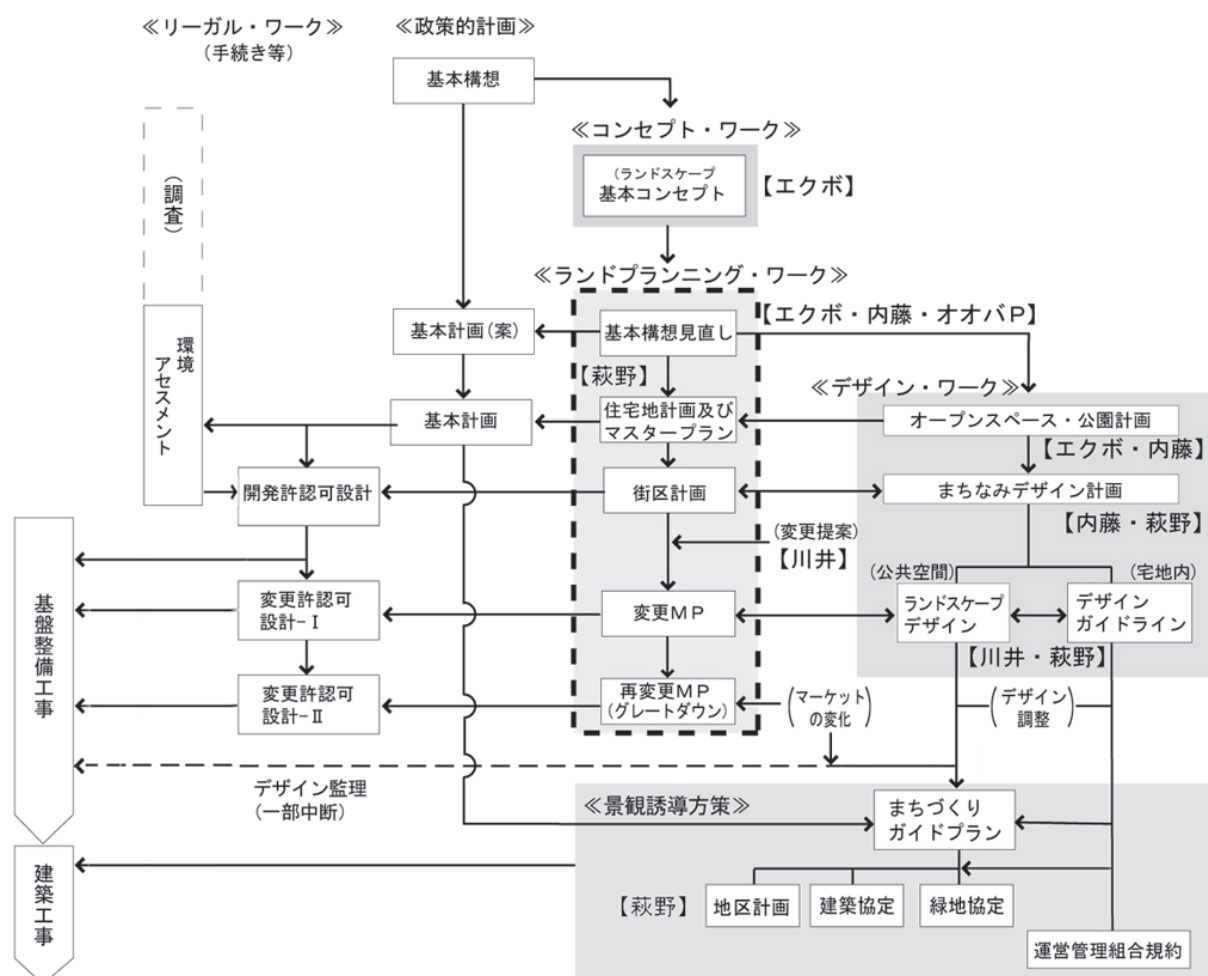 ≪リーガル・ワーク≫
(手続き等)
≪政策的計画≫
基本構想
≪コンセプト・ワーク≫
(ランドスケープ
基本コンセプト
【エクボ】
(調査)
≪ランドプランニング・ワーク≫
基本計画(案)
基本構想見直し
【エクボ・内藤・オオバP】
環境
アセスメント
【萩野】
≪デザイン・ワーク≫
基本計画
住宅地計画及び
マスタープラン
オープンスペース・公園計画
【エクボ・内藤】
開発許認可設計
街区計画
まちなみデザイン計画
【内藤・萩野】
(変更提案)
【川井】
(公共空間)
(宅地内)
基盤整備工事
変更許認可
設計-Ⅰ
変更MP
ランドスケープ
デザイン
デザイン
ガイドライン
【川井・萩野】
変更許認可
設計-Ⅱ
再変更MP
(グレートダウン)
(マーケット
の変化)
(デザイン
調整)
デザイン監理
(一部中断)
≪景観誘導方策≫
まちづくり
ガイドプラン
建築工事
【萩野】
地区計画
建築協定
緑地協定
運営管理組合規約